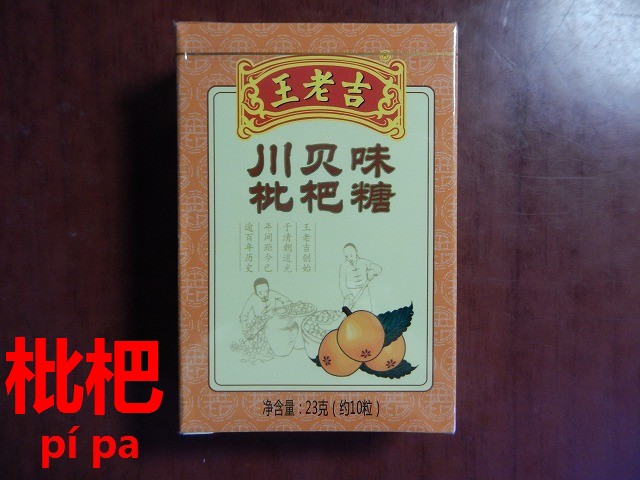 王老吉
川贝味
枇杷糖
王老吉创始
于清朝道光
年间距今已
逾百年历史
净含量：23克（约10粒）
枇杷
pí pa